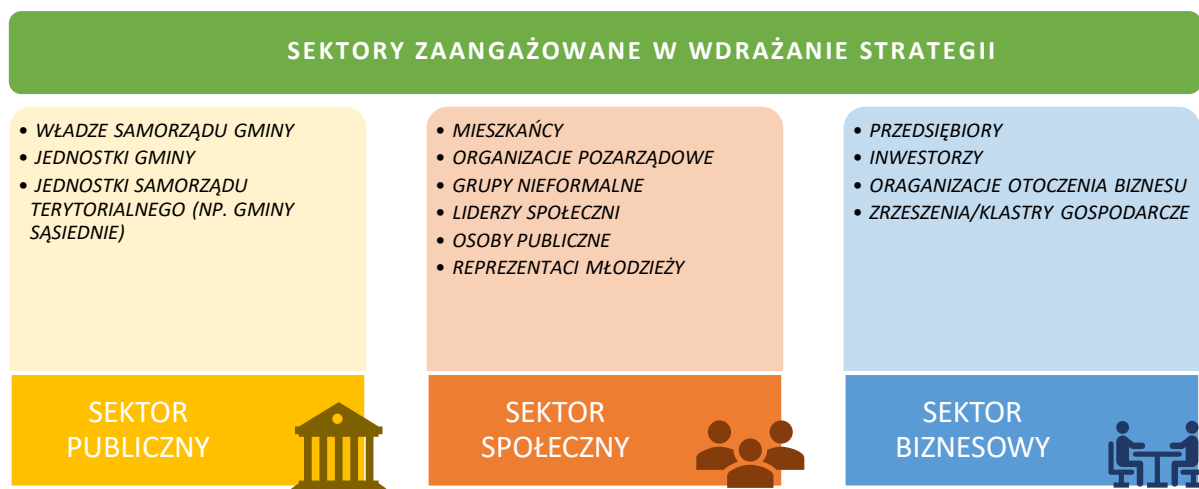 SEKTORY ZAANGAŻOWANE W WDRAŻANIE STRATEGII
• WŁADZE SAMORZĄDU GMINY
• JEDNOSTKI GMINY
• JEDNOSTKI SAMORZĄDU
TERYTORIALNEGO (NP. GMINY
SĄSIEDNIE)
SEKTOR
PUBLICZNY
• MIESZKAŃCY
• ORGANIZACJE POZARZĄDOWE
• GRUPY NIEFORMALNE
• LIDERZY SPOŁECZNI
• OSOBY PUBLICZNE
• REPREZENTACI MŁODZIEŻY
SEKTOR
SPOŁECZNY
• PRZEDSIĘBIORY
• INWESTORZY
• ORAGANIZACJE OTOCZENIA BIZNESU
• ZRZESZENIA/KLASTRY GOSPODARCZE
SEKTOR
BIZNESOWY